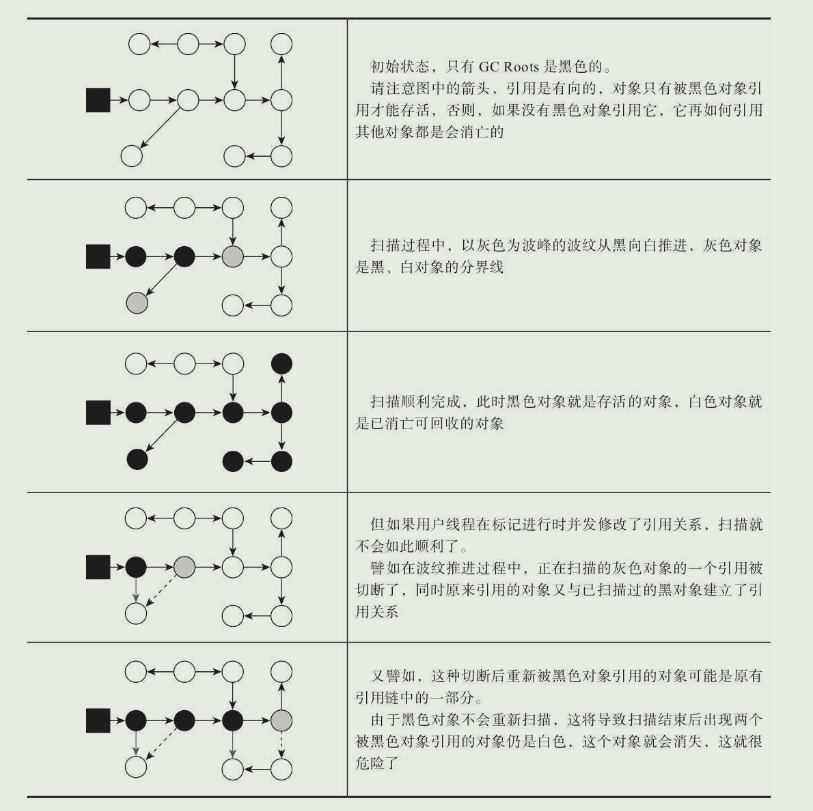 初始状态，只有 GC Roots 是黑色的。
请注意图中的箭头，引用是有向的，对象只有被黑色对象引
用才能存活，否则，如果没有黑色对象引用它，它再如何引用
其他对象都是会消亡的
扫描过程中，以灰色为波峰的波纹从黑向白推进，灰色对象
是黑、白对象的分界线
扫描顺利完成，此时黑色对象就是存活的对象，白色对象就
是已消亡可回收的对象
但如果用户线程在标记进行时并发修改了引用关系，扫描就
不会如此顺利了。
譬如在波纹推进过程中，正在扫描的灰色对象的一个引用被
切断了，同时原来引用的对象又与已扫描过的黑对象建立了引
用关系
又譬如，这种切断后重新被黑色对象引用的对象可能是原有
引用链中的一部分。
由于黑色对象不会重新扫描，这将导致扫描结束后出现两个
被黑色对象引用的对象仍是白色，这个对象就会消失，这就很
危险了